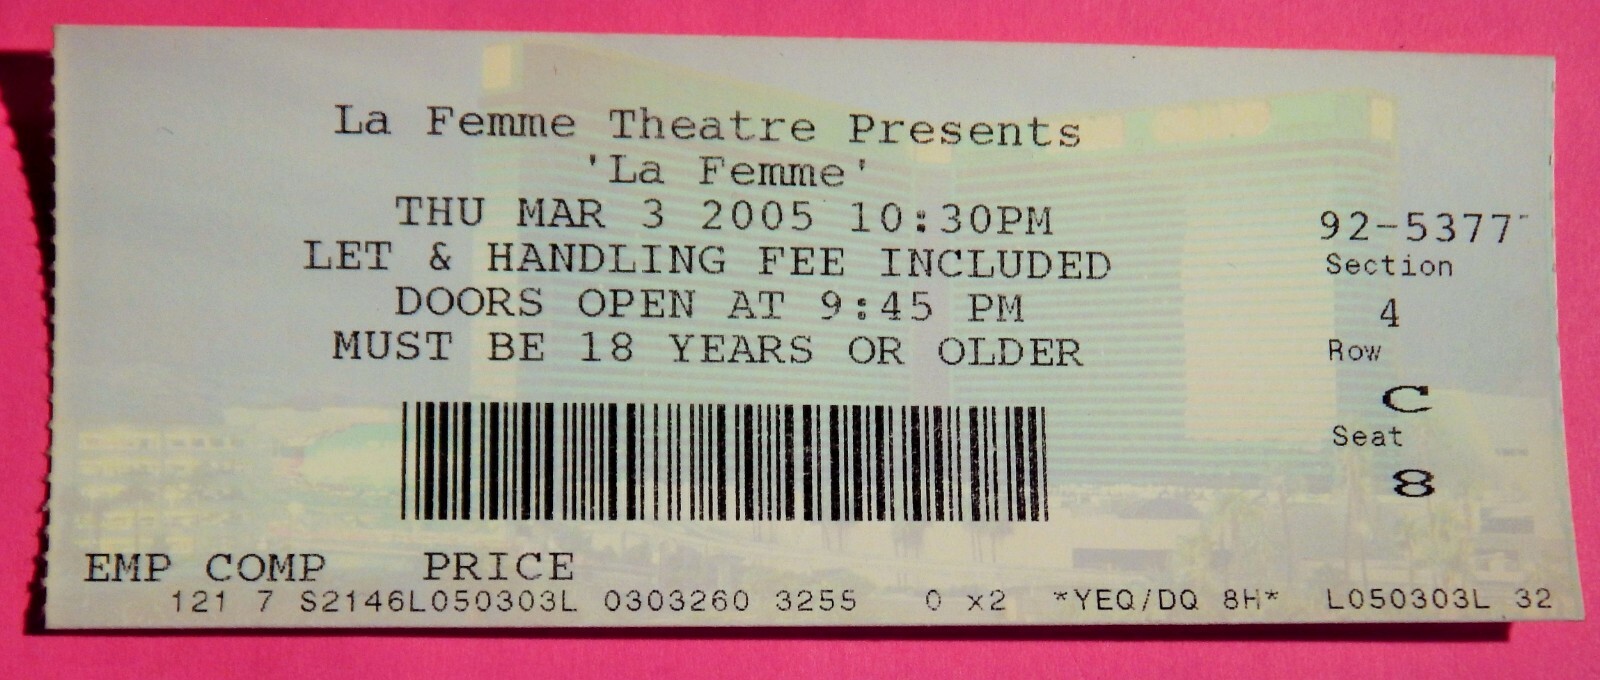 La Femme Theatre Presents
'La Femme'
THU MAR 3 2005 10:30PM
LET & HANDLING FEE INCLUDED
DOORS OPEN AT 9:45 PM
MUST BE 18 YEARS OR OLDER
92-5377
Section
4
Row
C
Seat
8
EMP COMP PRICE
121 7 S2146L050303L 0303260 3255 0 x2 *YEQ/DQ 8H* L050303L 32